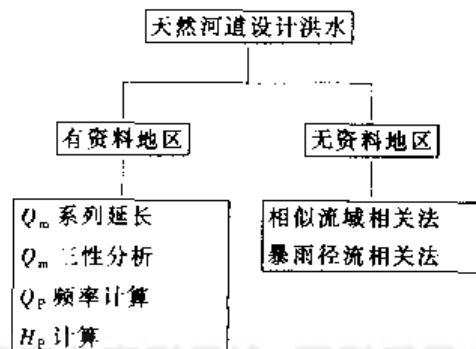 天然河道设计洪水
有资料地区
无资料地区
Qm 系列延长
Qm 三性分析
QP 频率计算
HP 计算
相似流域相关法
暴雨径流相关法